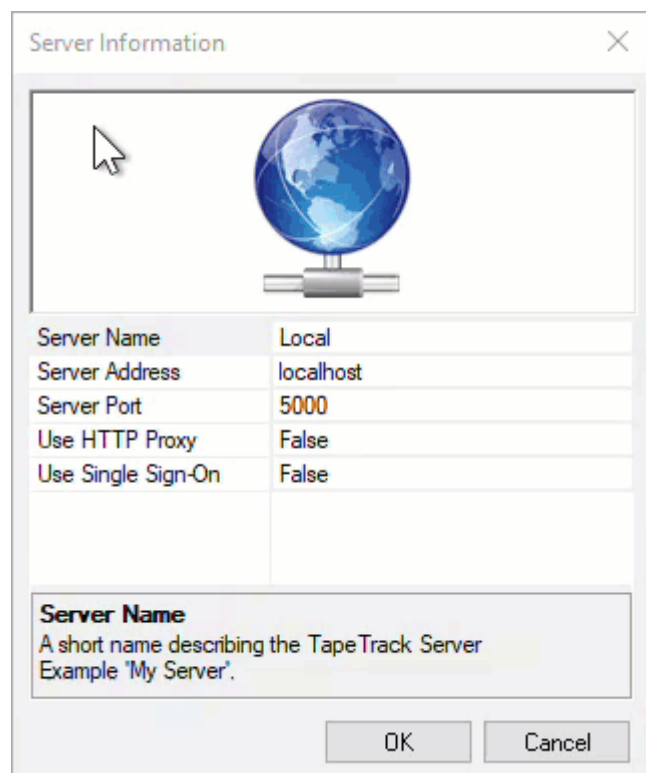 Server Information
Server Name Local
Server Address localhost
Server Port 5000
Use HTTP Proxy False
Use Single Sign-On False
Server Name
A short name describing the TapeTrack Server
Example 'My Server'.
OK Cancel